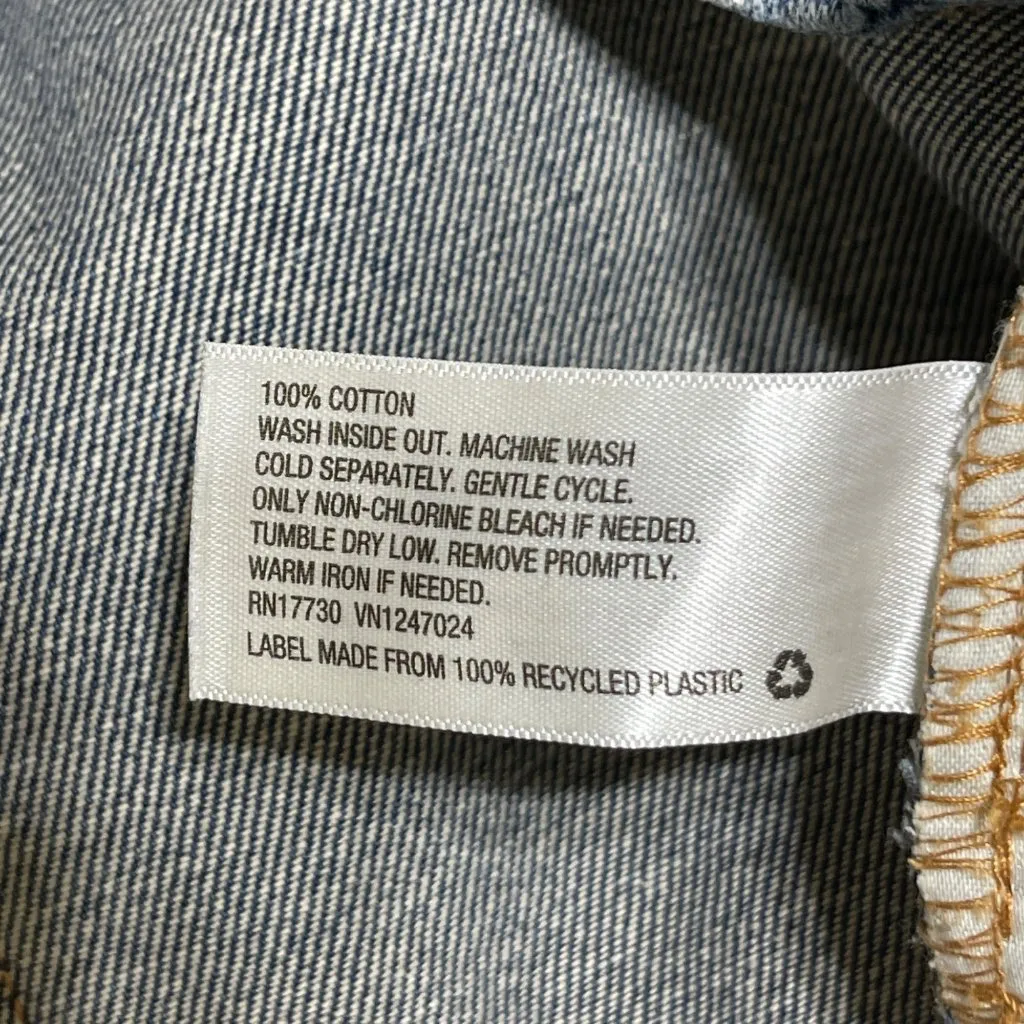 100% COTTON
WASH INSIDE OUT. MACHINE WASH
COLD SEPARATELY. GENTLE CYCLE.
ONLY NON-CHLORINE BLEACH IF NEEDED.
TUMBLE DRY LOW. REMOVE PROMPTLY.
WARM IRON IF NEEDED.
RN17730 VN1247024
LABEL MADE FROM 100% RECYCLED PLASTIC